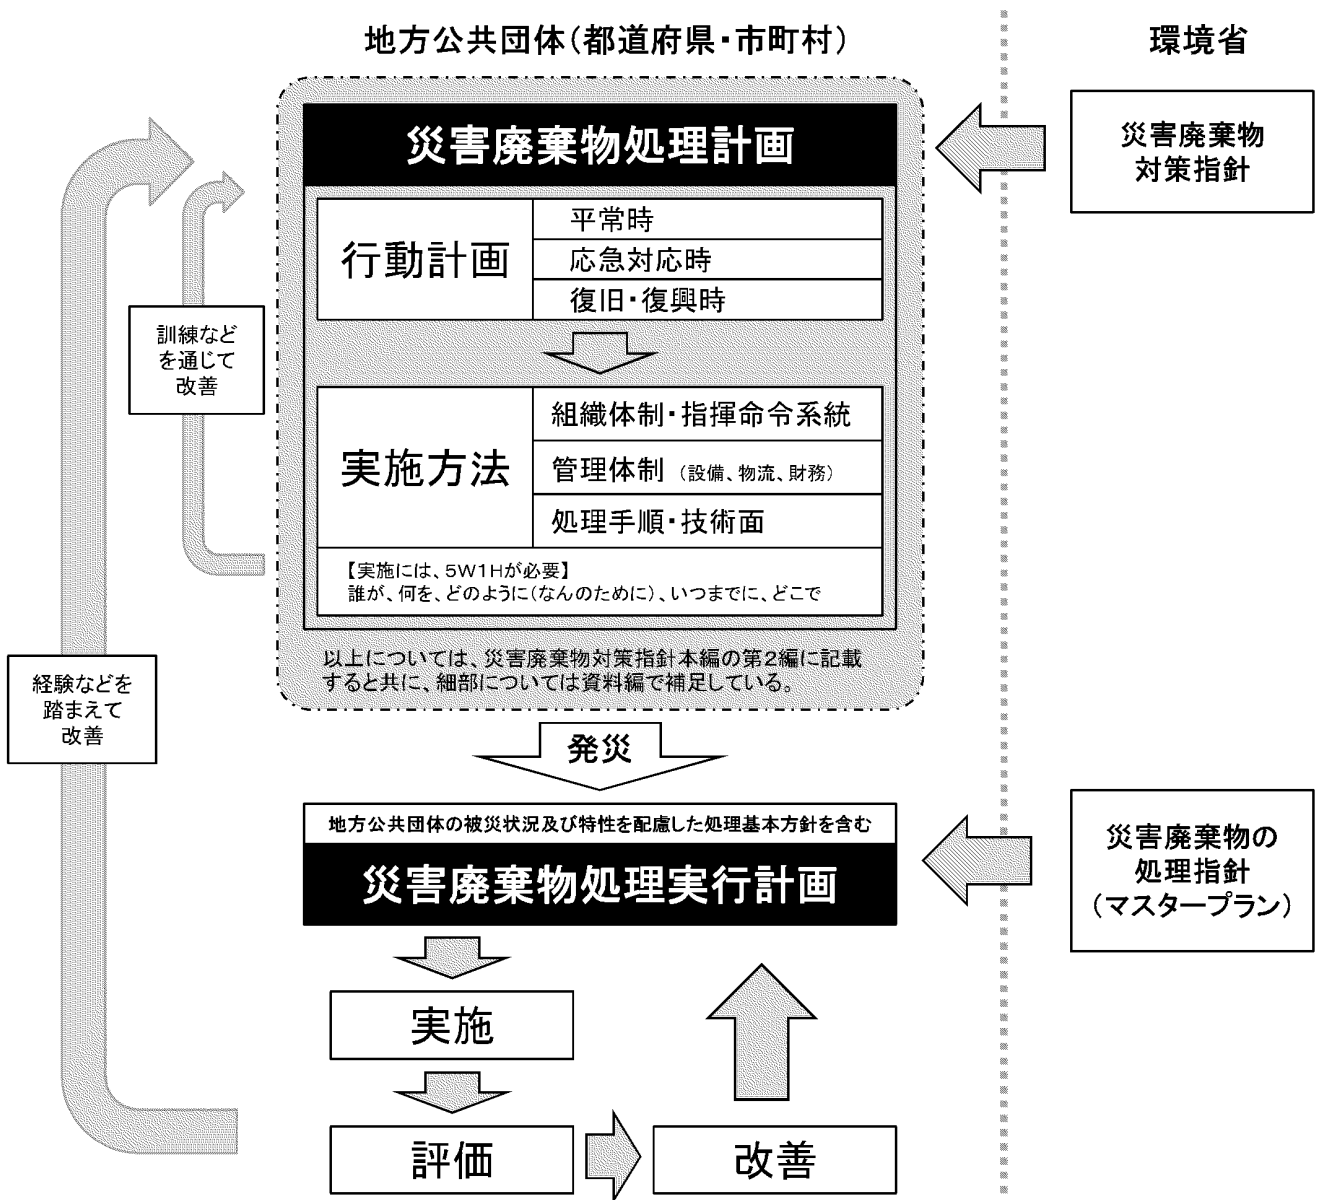 地方公共団体（都道府県・市町村）
環境省
災害廃棄物処理計画
災害廃棄物
対策指針
行動計画
平常時
応急対応時
復旧・復興時
訓練など
を通じて
改善
実施方法
組織体制・指揮命令系統
管理体制 （設備、物流、財務）
処理手順・技術面
【実施には、５Ｗ１Ｈが必要】
誰が、何を、どのように（なんのために）、いつまでに、どこで
以上については、災害廃棄物対策指針本編の第２編に記載
すると共に、細部については資料編で補足している。
経験などを
踏まえて
改善
発災
地方公共団体の被災状況及び特性を配慮した処理基本方針を含む
災害廃棄物処理実行計画
災害廃棄物の
処理指針
（マスタープラン）
実施
評価
改善